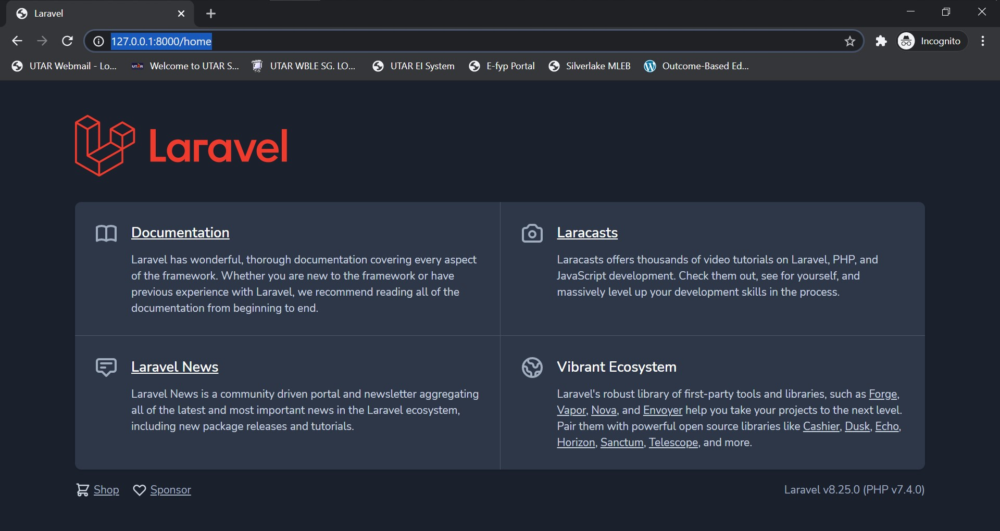 Laravel
127.0.0.1:8000/home
Incognito
UTAR Webmail - Lo...
UTAR
Welcome to UTAR S...
UTAR WBLE SG. LO...
UTAR EI System
E-fyp Portal
Silverlake MLEB
Outcome-Based Ed...
Laravel
Documentation
Laravel has wonderful, thorough documentation covering every aspect
of the framework. Whether you are new to the framework or have
previous experience with Laravel, we recommend reading all of the
documentation from beginning to end.
Laracasts
Laracasts offers thousands of video tutorials on Laravel, PHP, and
JavaScript development. Check them out, see for yourself, and
massively level up your development skills in the process.
Laravel News
Laravel News is a community driven portal and newsletter aggregating
all of the latest and most important news in the Laravel ecosystem,
including new package releases and tutorials.
Vibrant Ecosystem
Laravel's robust library of first-party tools and libraries, such as Forge,
Vapor, Nova, and Envoyer help you take your projects to the next level.
Pair them with powerful open source libraries like Cashier, Dusk, Echo,
Horizon, Sanctum, Telescope, and more.
Shop
Sponsor
Laravel v8.25.0 (PHP v7.4.0)